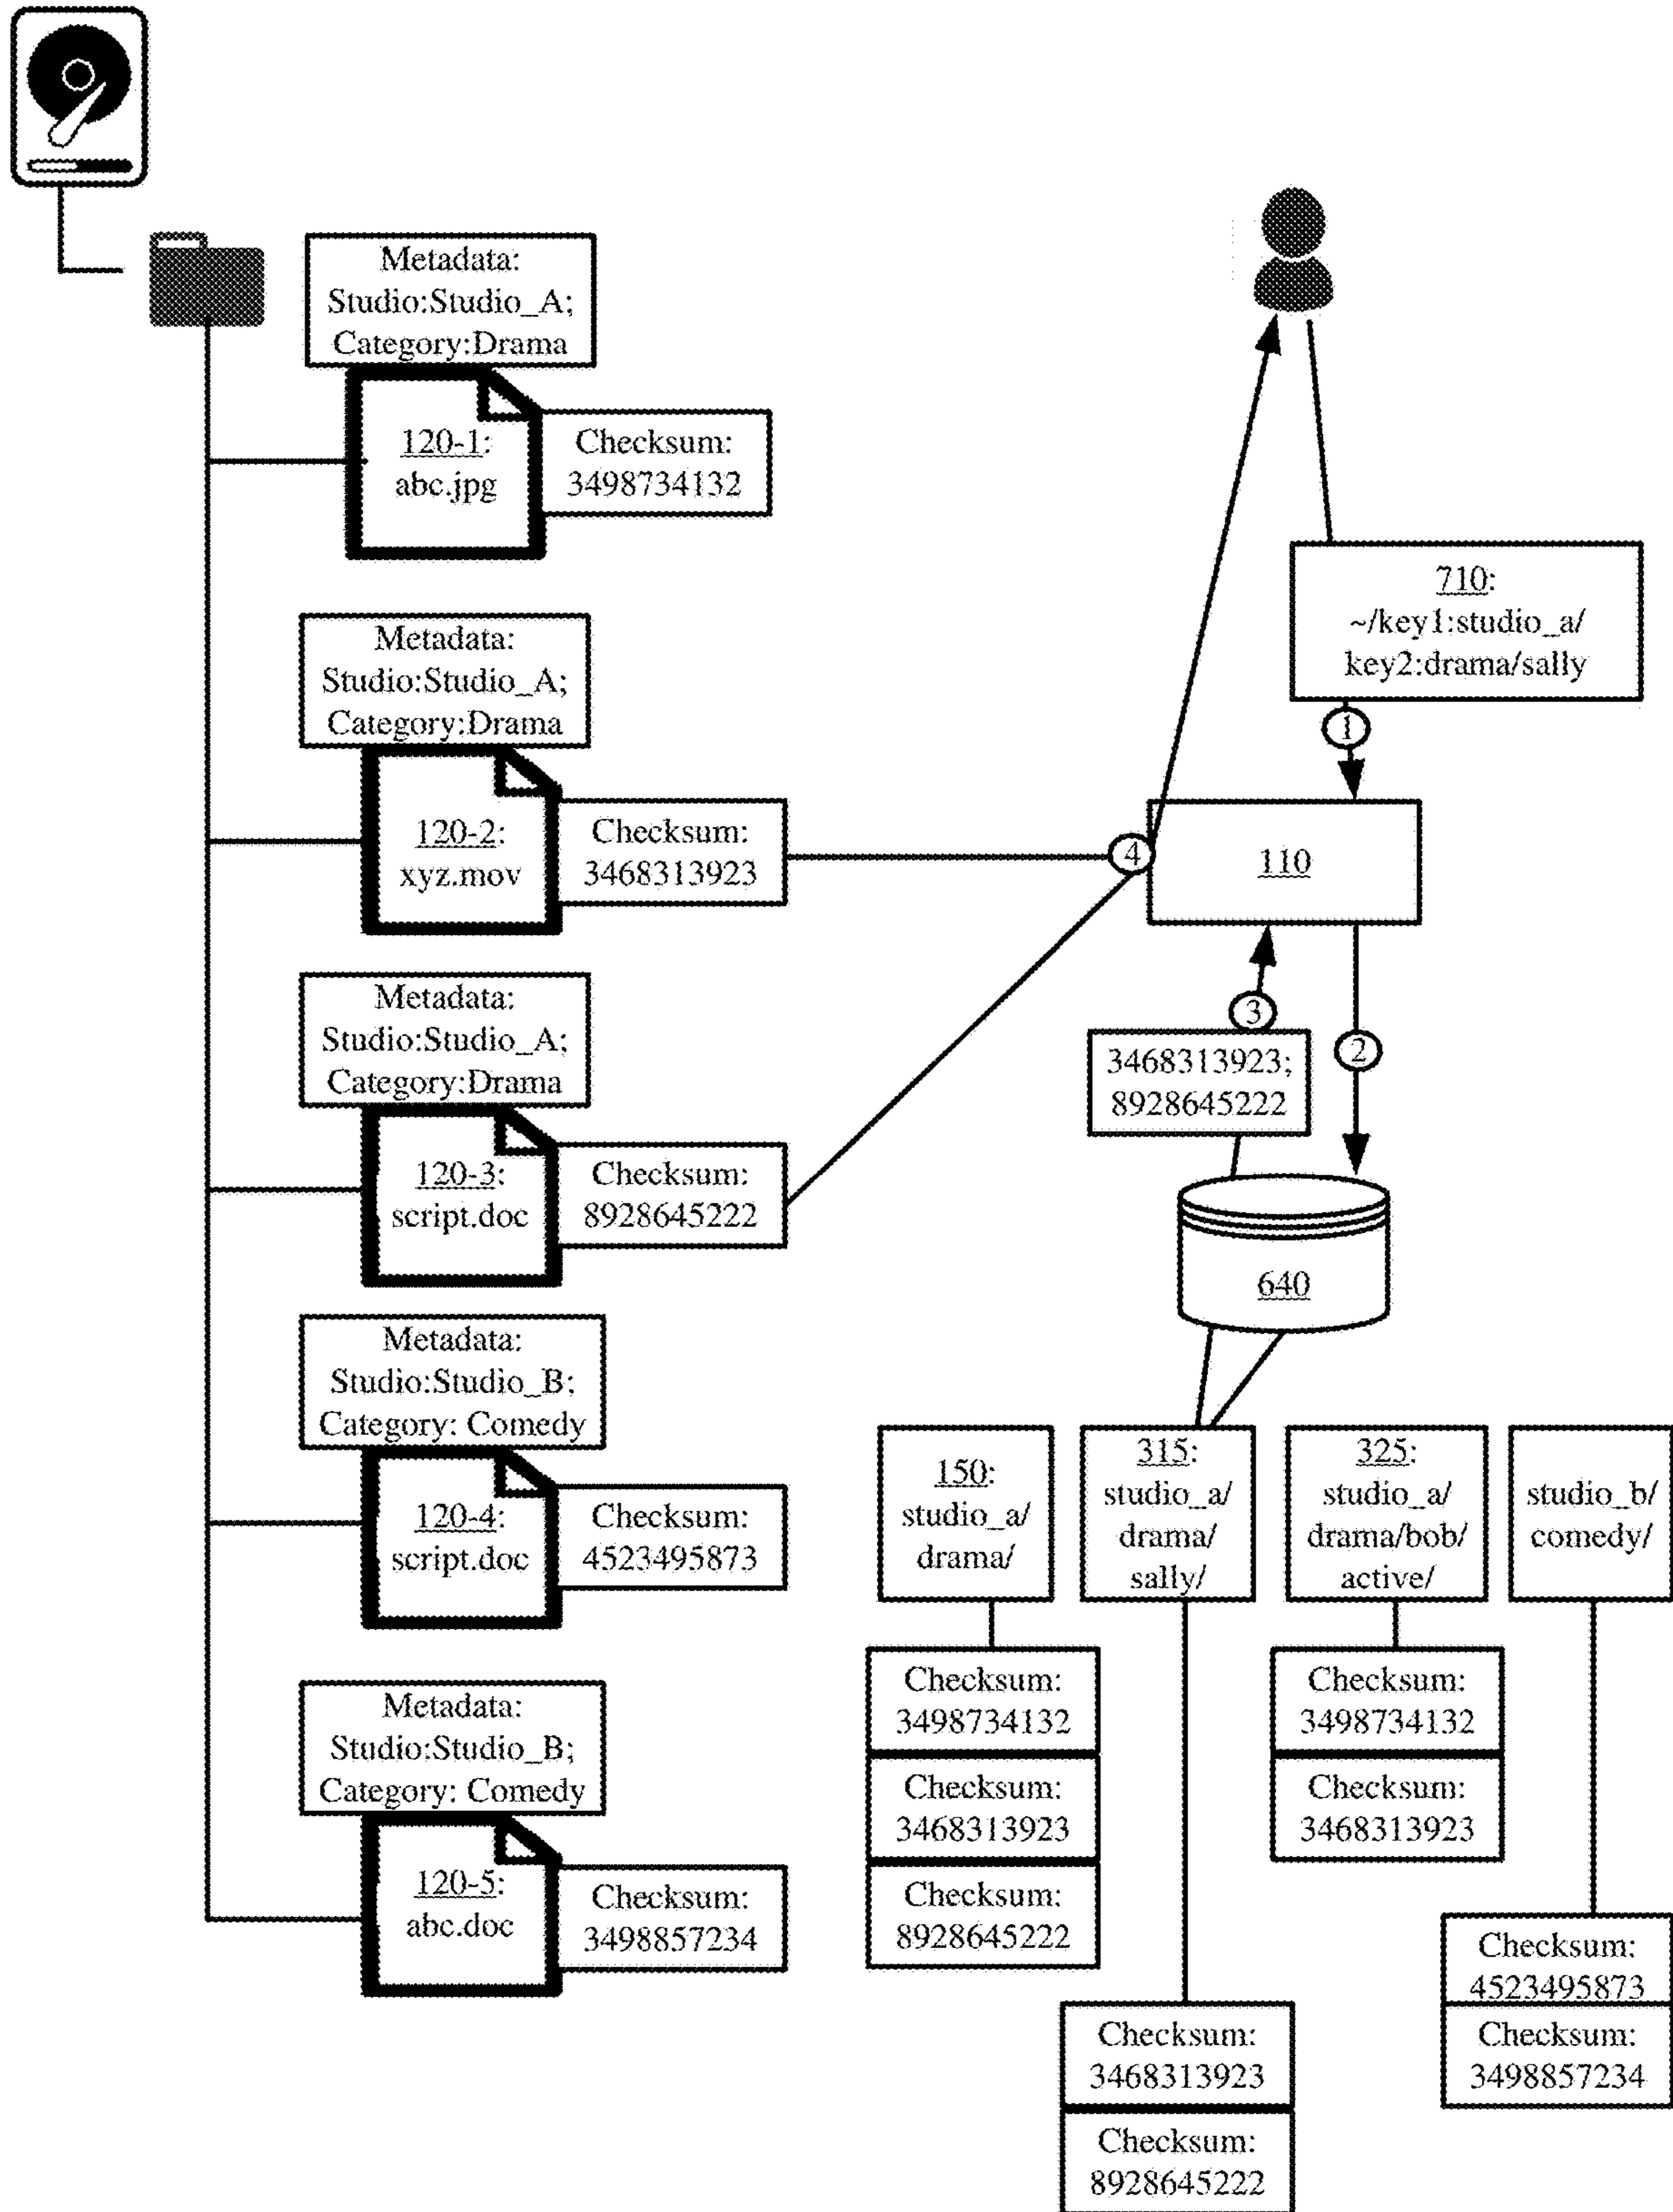 Metadata:
Studio:Studio_A;
Category:Drama
120-1:
abc.jpg
Checksum:
3498734132
Metadata:
Studio:Studio_A;
Category:Drama
120-2:
xyz.mov
Checksum:
3468313923
Metadata:
Studio:Studio_A;
Category:Drama
120-3:
script.doc
Checksum:
8928645222
Metadata:
Studio:Studio_B;
Category: Comedy
120-4:
script.doc
Checksum:
4523495873
Metadata:
Studio:Studio_B;
Category: Comedy
120-5:
abc.doc
Checksum:
3498857234
710:
~/key1:studio_a/
key2:drama/sally
1
4
110
3
2
3468313923;
8928645222
640
150:
studio_a/
drama/
Checksum:
3498734132
Checksum:
3468313923
Checksum:
8928645222
315:
studio_a/
drama/
sally/
Checksum:
3468313923
Checksum:
8928645222
325:
studio_a/
drama/bob/
active/
Checksum:
3498734132
Checksum:
3468313923
studio_b/
comedy/
Checksum:
4523495873
Checksum:
3498857234